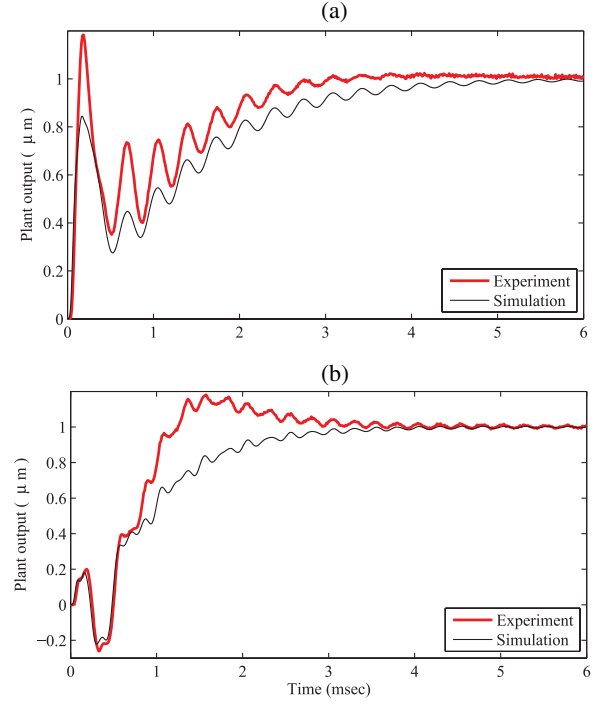 (a)
Plant output ( μ m )
1
0.8
0.6
0.4
0.2
0
0 1 2 3 4 5 6
Experiment
Simulation
(b)
Plant output ( μ m )
1
0.8
0.6
0.4
0.2
0
−0.2
0 1 2 3 4 5 6
Experiment
Simulation
Time (msec)